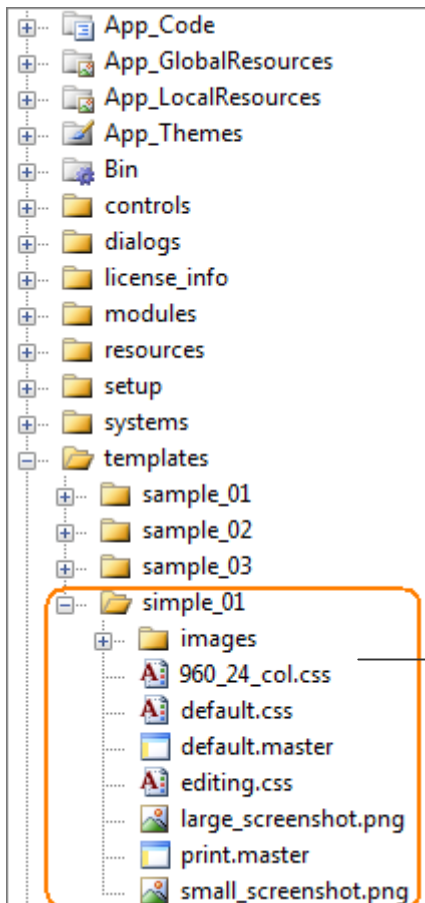 App_Code
App_GlobalResources
App_LocalResources
App_Themes
Bin
controls
dialogs
license_info
modules
resources
setup
systems
templates
sample_01
sample_02
sample_03
simple_01
images
960_24_col.css
default.css
default.master
editing.css
large_screenshot.png
print.master
small_screenshot.png